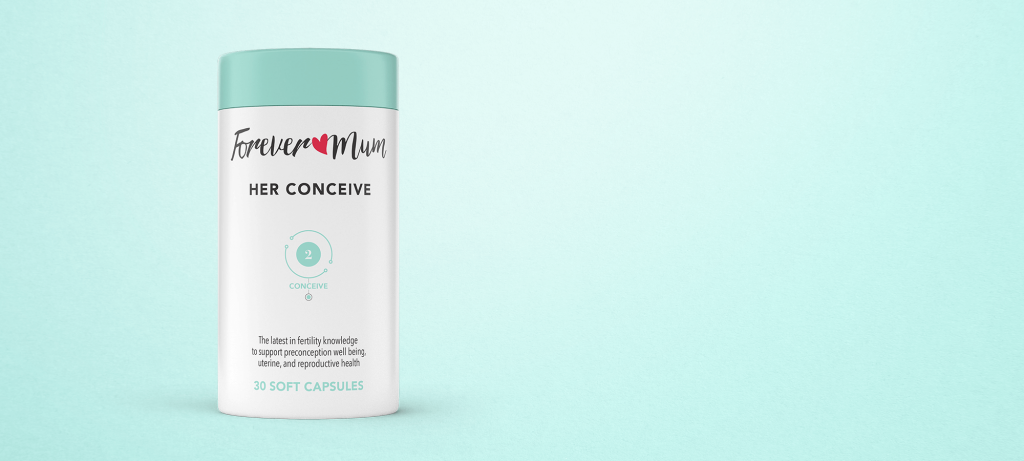 Forever Mum
HER CONCEIVE
2
CONCEIVE
The latest in fertility knowledge
to support preconception well being,
uterine, and reproductive health
30 SOFT CAPSULES